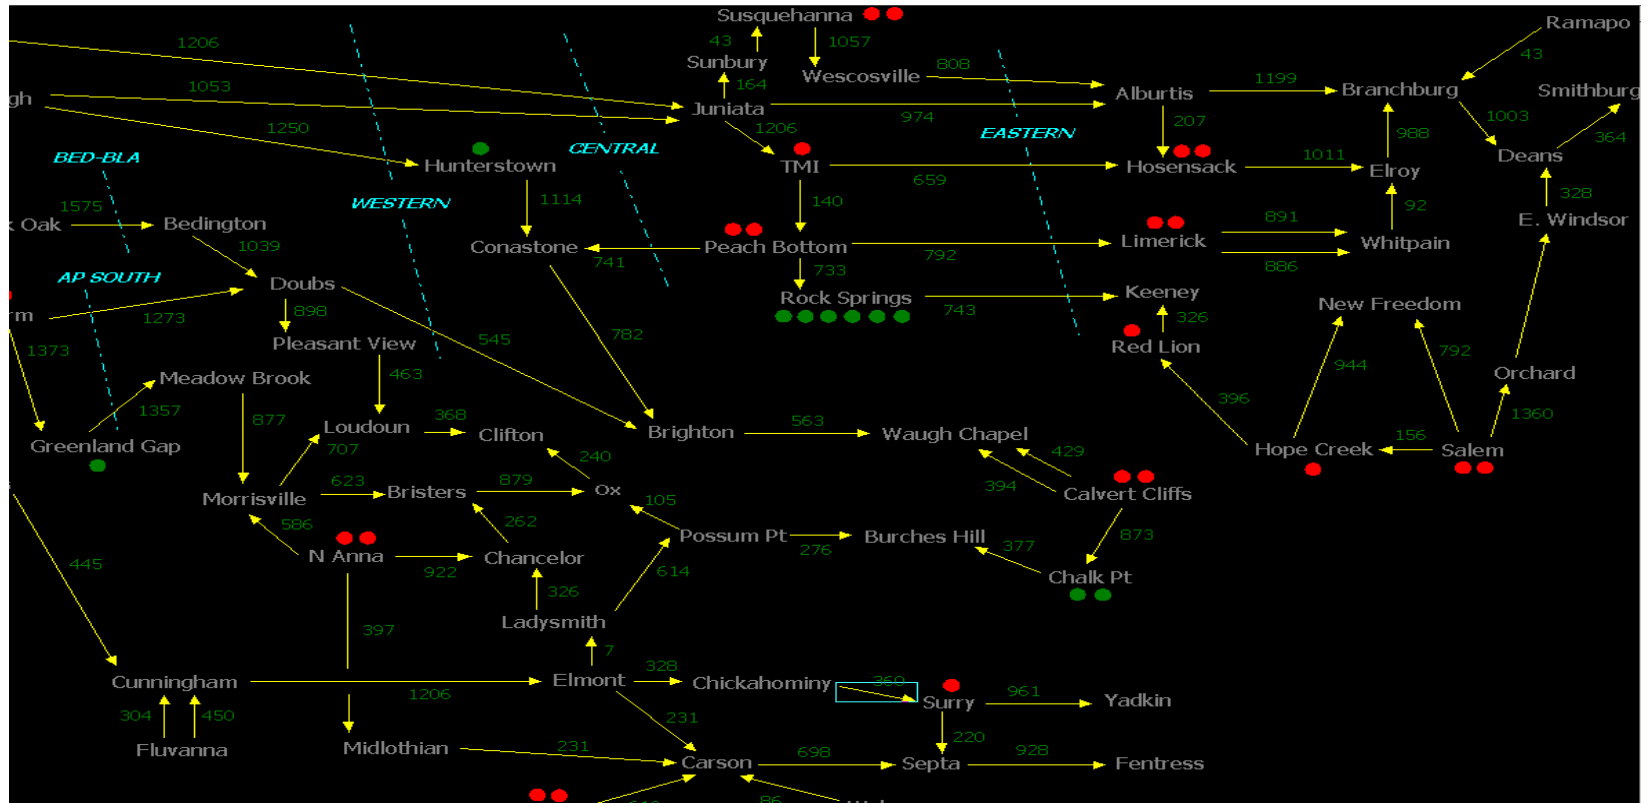 Susquehanna
Ramapo
1206
43
1057
43
Sunbury
808
Wescosville
164
1199
Branchburg
Smithburg
1053
gh
Juniata
Alburtis
974
1003
364
1250
1206
207
EASTERN
988
BED-BLA
CENTRAL
Hunterstown
TMI
Hosensack
1011
Deans
Elroy
659
1575
WESTERN
1114
140
92
328
k Oak
Bedington
891
E. Windsor
1039
Conastone
Peach Bottom
Limerick
Whitpain
741
792
886
AP SOUTH
733
Doubs
Rock Springs
Keeney
New Freedom
rm
1273
898
743
326
1373
545
782
Pleasant View
Red Lion
792
944
Meadow Brook
463
Orchard
1357
396
1360
877
368
563
Loudoun
Clifton
Brighton
Waugh Chapel
156
Greenland Gap
707
429
Hope Creek
Salem
240
623
879
394
Morrisville
Bristers
Ox
105
Calvert Cliffs
586
262
Possum Pt
Burches Hill
873
N Anna
Chancelor
276
377
445
922
614
Chalk Pt
326
Ladysmith
397
7
328
Cunningham
Elmont
Chickahominy
360
1206
961
Surry
Yadkin
304
450
231
220
Fluvanna
Midlothian
231
698
928
Carson
Septa
Fentress
86